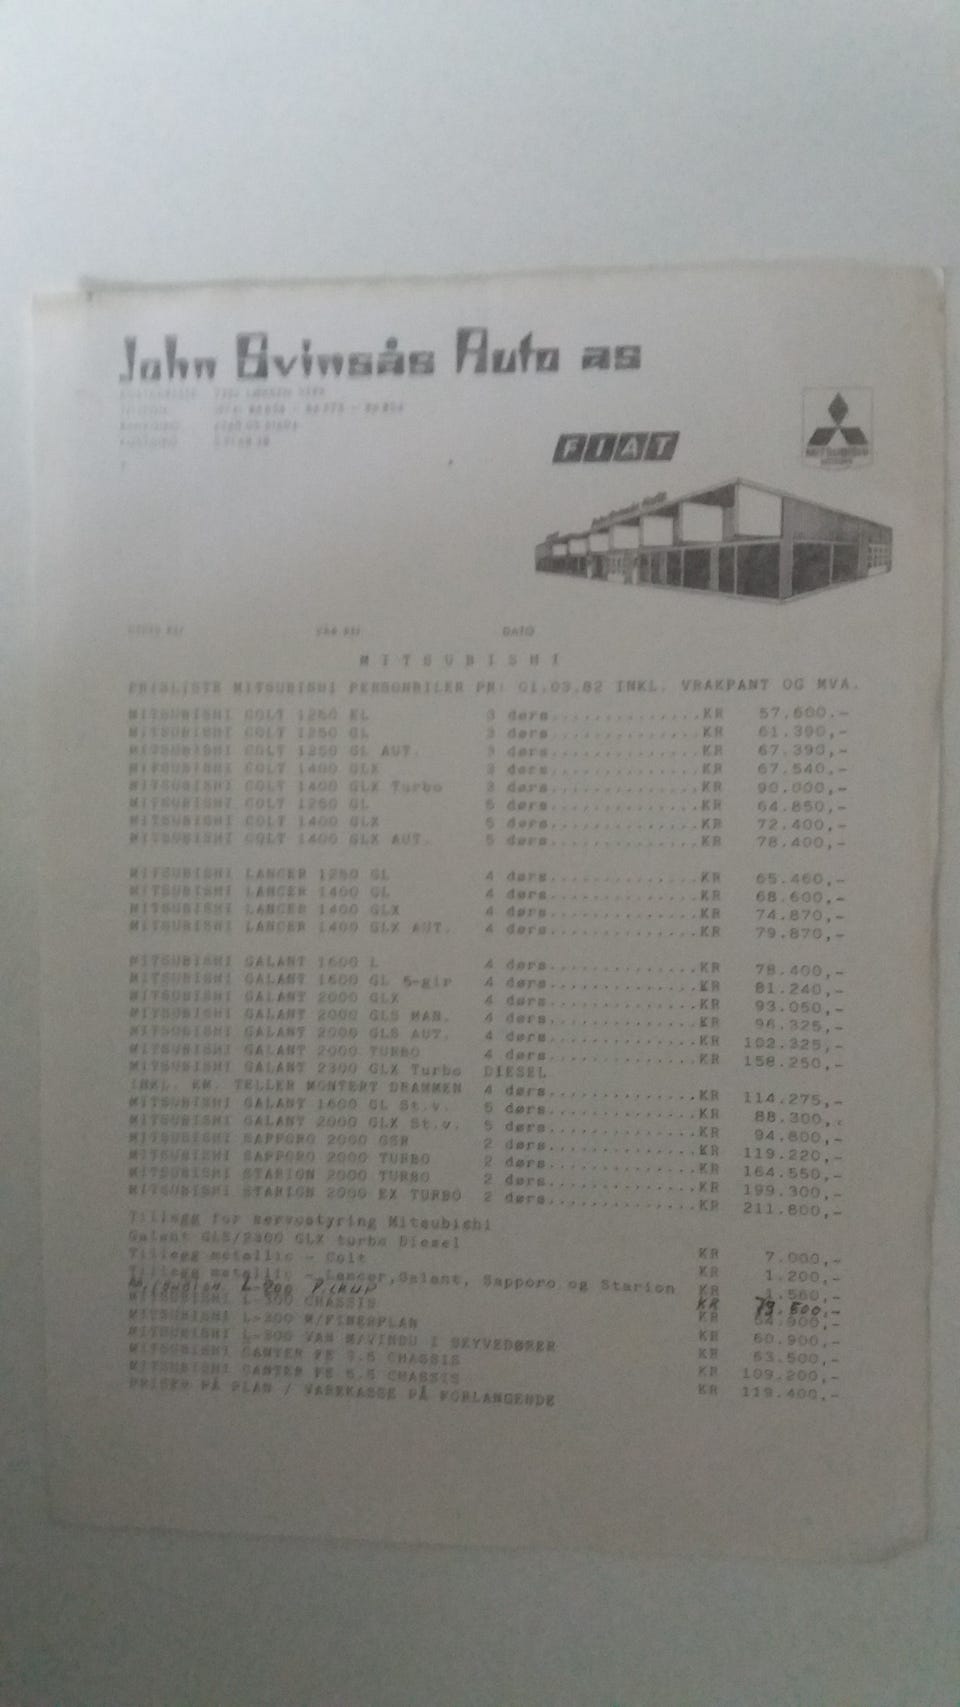 John Svinsås Auto as
FIAT
MITSUBISHI
DATO
M I T S U B I S H I
PRISLISTE MITSUBISHI PERSONBILER PR: 01.03.82 INKL. VRAKPANT OG MVA.
MITSUBISHI COLT 1250 EL 3 dørs...............KR 57.600,-
MITSUBISHI COLT 1250 GL 3 dørs...............KR 61.390,-
MITSUBISHI COLT 1250 GL AUT. 3 dørs...............KR 67.390,-
MITSUBISHI COLT 1400 GLX 3 dørs...............KR 67.540,-
MITSUBISHI COLT 1400 GLX Turbo 3 dørs...............KR 90.000,-
MITSUBISHI COLT 1250 GL 5 dørs...............KR 64.850,-
MITSUBISHI COLT 1400 GLX 5 dørs...............KR 72.400,-
MITSUBISHI COLT 1400 GLX AUT. 5 dørs...............KR 78.400,-
MITSUBISHI LANCER 1250 GL 4 dørs...............KR 65.460,-
MITSUBISHI LANCER 1400 GL 4 dørs...............KR 68.600,-
MITSUBISHI LANCER 1400 GLX 4 dørs...............KR 74.870,-
MITSUBISHI LANCER 1400 GLX AUT. 4 dørs...............KR 79.870,-
MITSUBISHI GALANT 1600 L 4 dørs...............KR 78.400,-
MITSUBISHI GALANT 1600 GL 5-gir 4 dørs...............KR 81.240,-
MITSUBISHI GALANT 2000 GLX 4 dørs...............KR 93.050,-
MITSUBISHI GALANT 2000 GLS MAN. 4 dørs...............KR 96.325,-
MITSUBISHI GALANT 2000 GLS AUT. 4 dørs...............KR 102.325,-
MITSUBISHI GALANT 2000 TURBO 4 dørs...............KR 158.250,-
MITSUBISHI GALANT 2300 GLX Turbo DIESEL
INKL. KM. TELLER MONTERT DRAMMEN 4 dørs...............KR 114.275,-
MITSUBISHI GALANT 1600 GL St.v. 5 dørs...............KR 88.300,-
MITSUBISHI GALANT 2000 GLX St.v. 5 dørs...............KR 94.800,-
MITSUBISHI SAPPORO 2000 GSR 2 dørs...............KR 119.220,-
MITSUBISHI SAPPORO 2000 TURBO 2 dørs...............KR 164.550,-
MITSUBISHI STARION 2000 TURBO 2 dørs...............KR 199.300,-
MITSUBISHI STARION 2000 EX TURBO 2 dørs...............KR 211.800,-
Tillegg for servostyring Mitsubishi
Galant GLS/2300 GLX turbo Diesel KR 7.000,-
Tillegg metallic - Colt KR 1.200,-
Tillegg metallic - Lancer,Galant, Sapporo og Starion KR 1.560,-
L-200 PICKUP KR
MITSUBISHI L-300 CHASSIS
MITSUBISHI L-300 M/FINERPLAN KR 60.900,-
MITSUBISHI L-300 VAN M/VINDU I SKYVEDØRER KR 63.500,-
MITSUBISHI CANTER FE 3.5 CHASSIS KR 109.200,-
MITSUBISHI CANTER FE 5.5 CHASSIS KR 119.400,-
PRISER PÅ PLAN / VAREKASSE PÅ FORLANGENDE